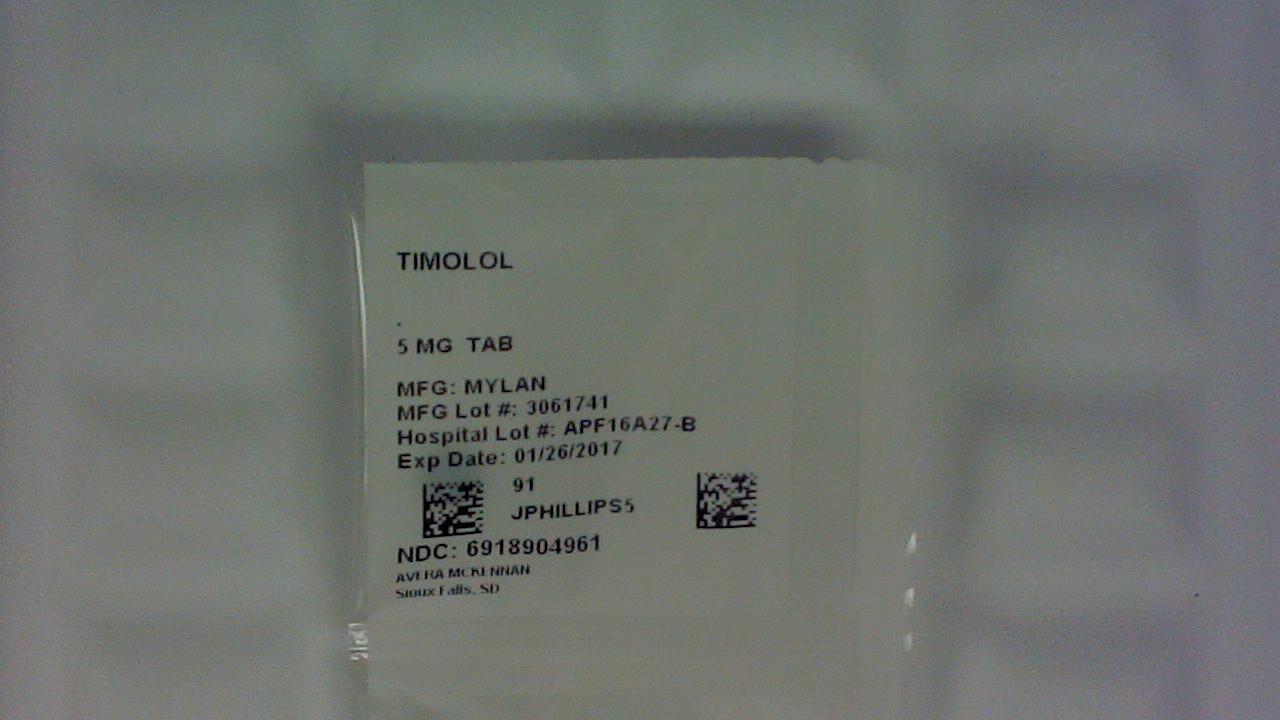 TIMOLOL
.
5 MG TAB
MFG: MYLAN
MFG Lot #: 3061741
Hospital Lot #: APF16A27-B
Exp Date: 01/26/2017
91
JPHILLIPS5
NDC: 6918904961
AVERA MCKENNAN
Sioux Falls, SD